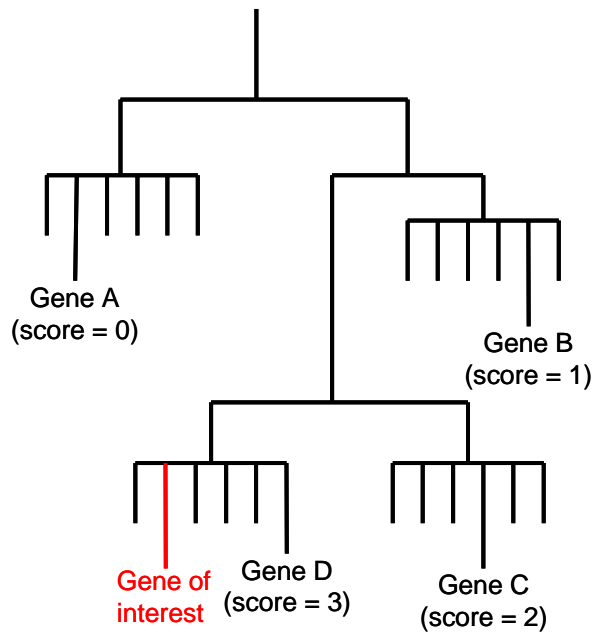 Gene A
(score = 0)
Gene B
(score = 1)
Gene of
interest
Gene D
(score = 3)
Gene C
(score = 2)